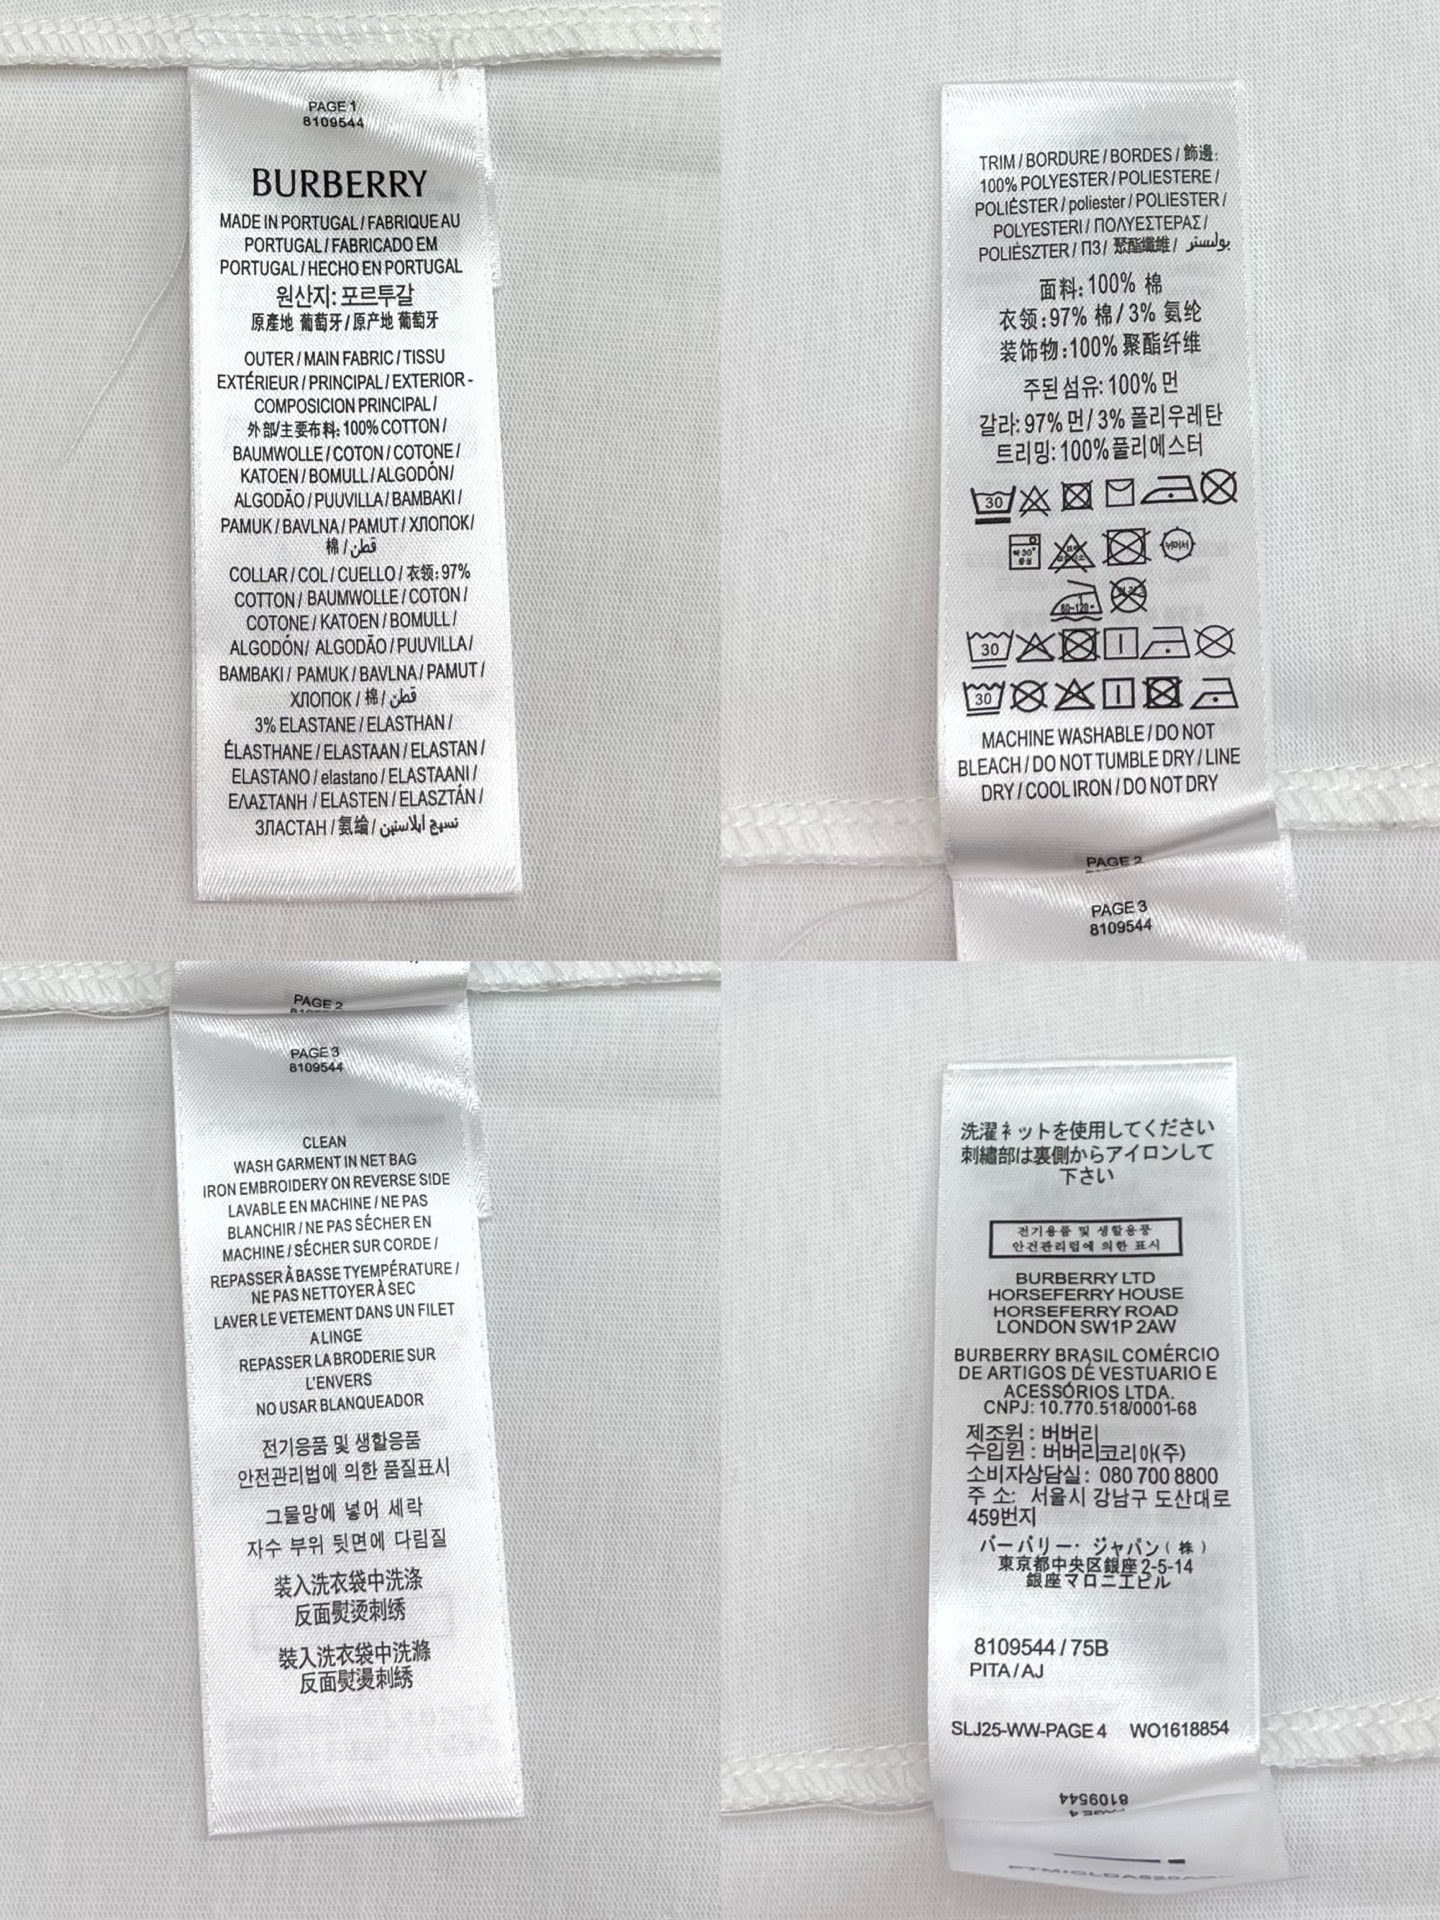 PAGE 1
8109544
BURBERRY
MADE IN PORTUGAL / FABRIQUE AU
PORTUGAL / FABRICADO EM
PORTUGAL / HECHO EN PORTUGAL
원산지: 포르투갈
原產地 葡萄牙 / 原产地 葡萄牙
OUTER / MAIN FABRIC / TISSU
EXTÉRIEUR / PRINCIPAL / EXTERIOR -
COMPOSICION PRINCIPAL /
外部/主要布料: 100% COTTON /
BAUMWOLLE / COTON / COTONE /
KATOEN / BOMULL / ALGODÓN /
ALGODÃO / PUUVILLA / BAMBAKI /
PAMUK / BAVLNA / PAMUT / ХЛОПОК/
棉 / قطن
COLLAR / COL / CUELLO / 衣领: 97%
COTTON / BAUMWOLLE / COTON /
COTONE / KATOEN / BOMULL /
ALGODÓN/ ALGODÃO / PUUVILLA /
BAMBAKI / PAMUK / BAVLNA / PAMUT /
ХЛОПОК / 棉 / قطن
3% ELASTANE / ELASTHAN /
ÉLASTHANE / ELASTAAN / ELASTAN /
ELASTANO / elastano / ELASTAANI /
ΕΛΑΣΤΑΝΗ / ELASTEN / ELASZTÁN /
ЗЛАСТАН / 氨纶 / نسيج ايلاستين
TRIM / BORDURE / BORDES / 飾邊:
100% POLYESTER / POLIESTERE /
POLIÉSTER / poliester / POLIESTER /
POLYESTERI / ΠΟΛΥΕΣΤΕΡΑΣ /
POLIÉSZTER / ПЗ / 聚酯纖維 / بولستر
面料: 100% 棉
衣领: 97% 棉 / 3% 氨纶
装饰物: 100% 聚酯纤维
주된 섬유: 100% 면
갈라: 97% 먼 / 3% 폴리우레탄
트리밍: 100% 풀리에스터
30
약 30°
중성
뉘어서
80~120°
30
30
MACHINE WASHABLE / DO NOT
BLEACH / DO NOT TUMBLE DRY / LINE
DRY / COOL IRON / DO NOT DRY
PAGE 2
PAGE 3
8109544
PAGE 2
PAGE 3
8109544
CLEAN
WASH GARMENT IN NET BAG
IRON EMBROIDERY ON REVERSE SIDE
LAVABLE EN MACHINE / NE PAS
BLANCHIR / NE PAS SÉCHER EN
MACHINE / SÉCHER SUR CORDE /
REPASSER À BASSE TYEMPÉRATURE /
NE PAS NETTOYER À SEC
LAVER LE VETEMENT DANS UN FILET
A LINGE
REPASSER LA BRODERIE SUR
L'ENVERS
NO USAR BLANQUEADOR
전기용품 및 생활용품
안전관리법에 의한 품질표시
그물망에 넣어 세락
자수 부위 뒷면에 다림질
装入洗衣袋中洗涤
反面熨烫刺绣
裝入洗衣袋中洗滌
反面熨燙刺綉
洗濯ネットを使用してください
刺繡部は裏側からアイロンして
下さい
전기용품 및 생활용풍
안전관리립에 의한 표시
BURBERRY LTD
HORSEFERRY HOUSE
HORSEFERRY ROAD
LONDON SW1P 2AW
BURBERRY BRASIL COMÉRCIO
DE ARTIGOS DÉ VESTUARIO E
ACESSÓRIOS LTDA.
CNPJ: 10.770.518/0001-68
제조원 : 버버리
수입원 : 버버리코리아(주)
소비자상담실: 080 700 8800
주 소: 서울시 강남구 도산대로
459번지
バーバリー・ジャパン(株)
東京都中央区銀座2-5-14
銀座マロニエビル
8109544 / 75B
PITA / AJ
SLJ25-WW-PAGE 4 WO1618854
8109544
PAGE 4